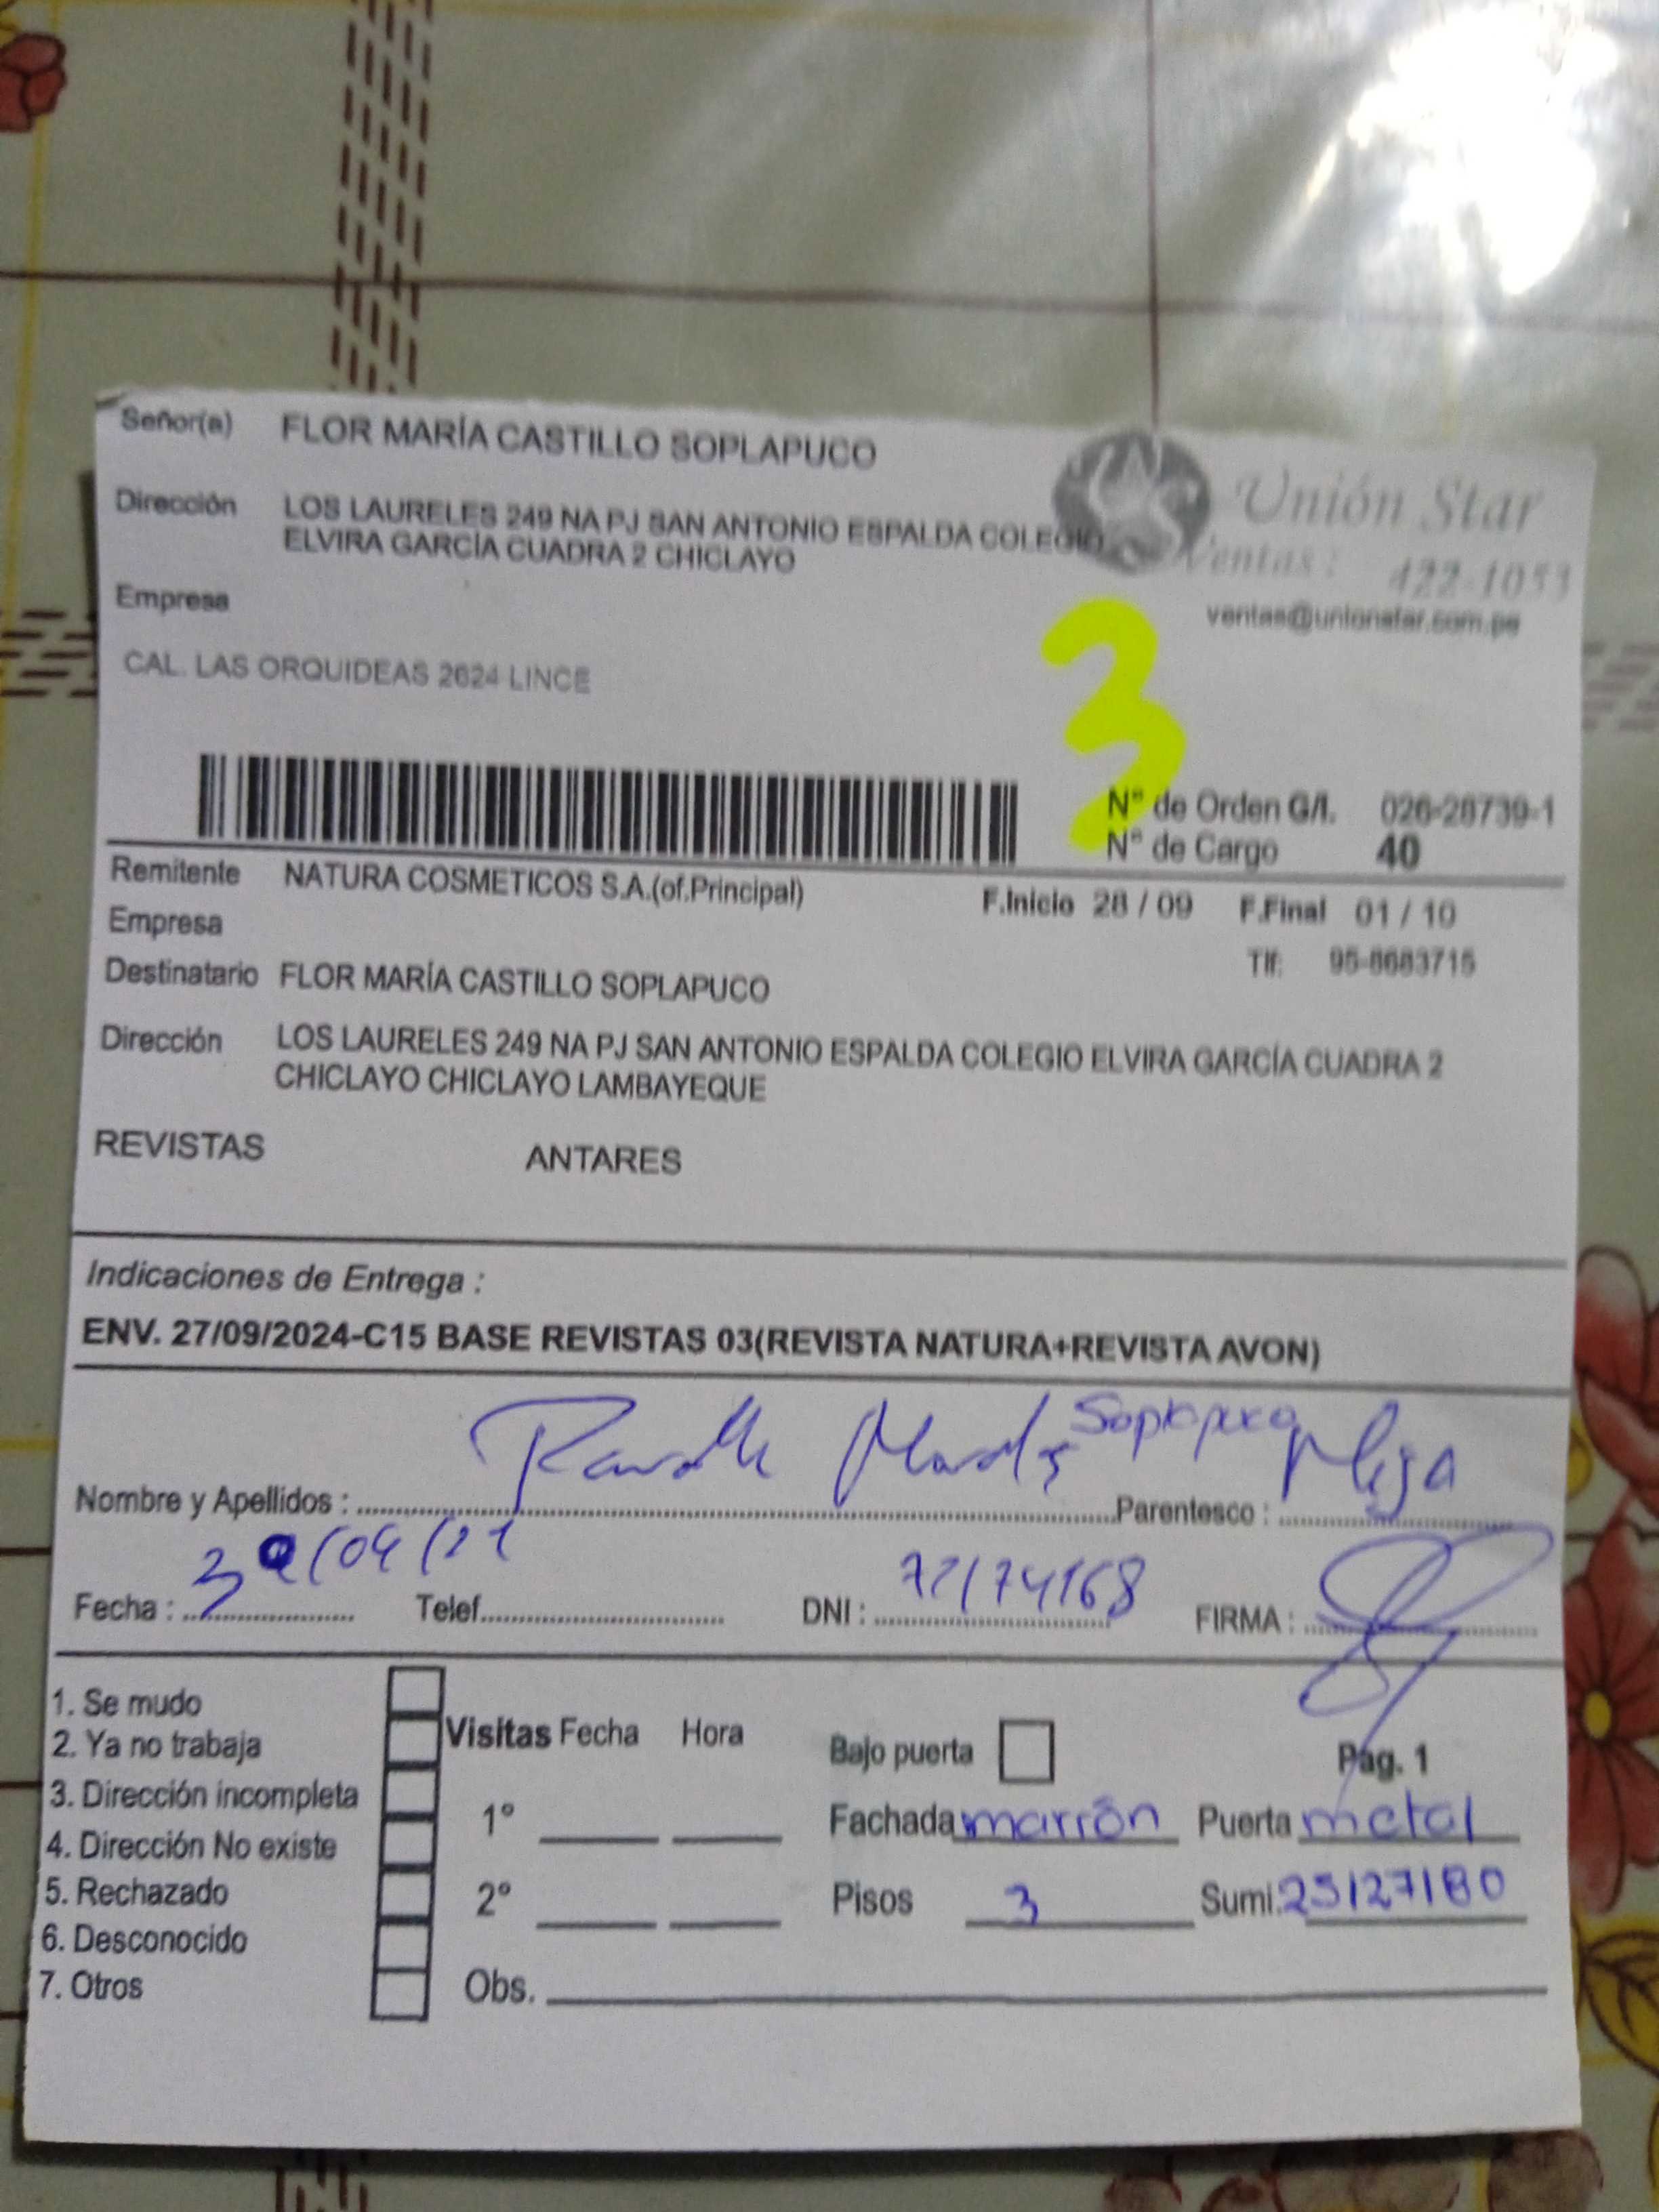 Señor(a) FLOR MARÍA CASTILLO SOPLAPUCO
Unión Star
Dirección LOS LAURELES 249 NA PJ SAN ANTONIO ESPALDA COLEGIO
ELVIRA GARCÍA CUADRA 2 CHICLAYO
Ventas: 422-1053
ventas@unionstar.com.pe
Empresa
CAL. LAS ORQUIDEAS 2624 LINCE
3
N° de Orden G/I. 026-28739-1
N° de Cargo 40
Remitente NATURA COSMETICOS S.A.(of.Principal)
F.Inicio 28 / 09 F.Final 01 / 10
Empresa
Tlf: 95-8683715
Destinatario FLOR MARÍA CASTILLO SOPLAPUCO
Dirección LOS LAURELES 249 NA PJ SAN ANTONIO ESPALDA COLEGIO ELVIRA GARCÍA CUADRA 2
CHICLAYO CHICLAYO LAMBAYEQUE
REVISTAS ANTARES
Indicaciones de Entrega :
ENV. 27/09/2024-C15 BASE REVISTAS 03(REVISTA NATURA+REVISTA AVON)
Soplapuco
Nombre y Apellidos : Parentesco :
Fecha : Telef. DNI : 72174168 FIRMA :
1. Se mudo
2. Ya no trabaja
3. Dirección incompleta
4. Dirección No existe
5. Rechazado
6. Desconocido
7. Otros
Visitas Fecha Hora
1°
2°
Obs.
Bajo puerta Pag. 1
Fachada marrón Puerta metal
Pisos 3 Sumi. 25127180